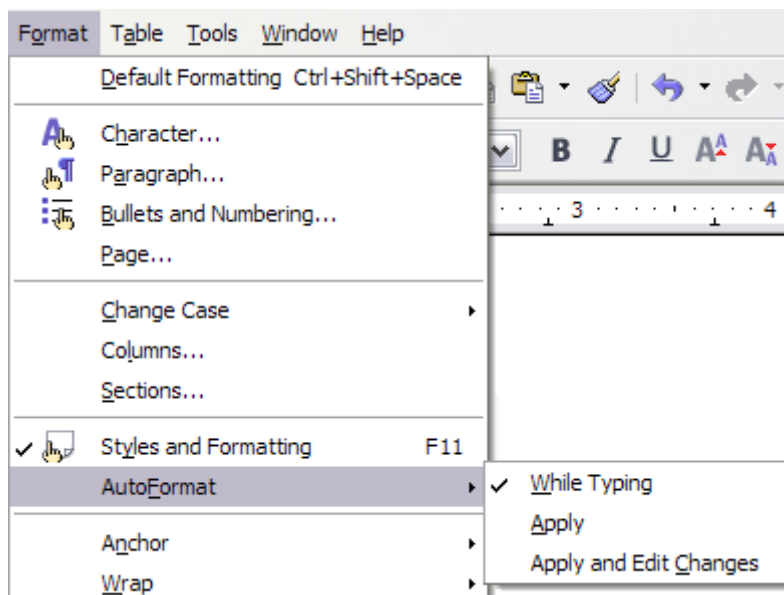 Format Table Tools Window Help
Default Formatting Ctrl+Shift+Space
Character...
Paragraph...
Bullets and Numbering...
Page...
Change Case
Columns...
Sections...
Styles and Formatting F11
AutoFormat
Anchor
Wrap
B I U A A A A
3 4
While Typing
Apply
Apply and Edit Changes